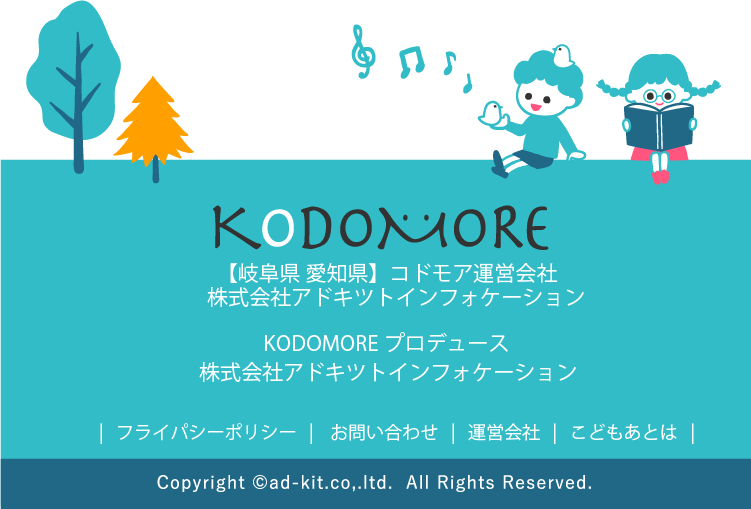 KODOMORE
【岐阜県 愛知県】コドモア運営会社
株式会社アドキットインフォケーション
KODOMORE プロデュース
株式会社アドキットインフォケーション
| フライパシーポリシー | お問い合わせ | 運営会社 | こどもあとは |
Copyright ©ad-kit.co,.ltd. All Rights Reserved.